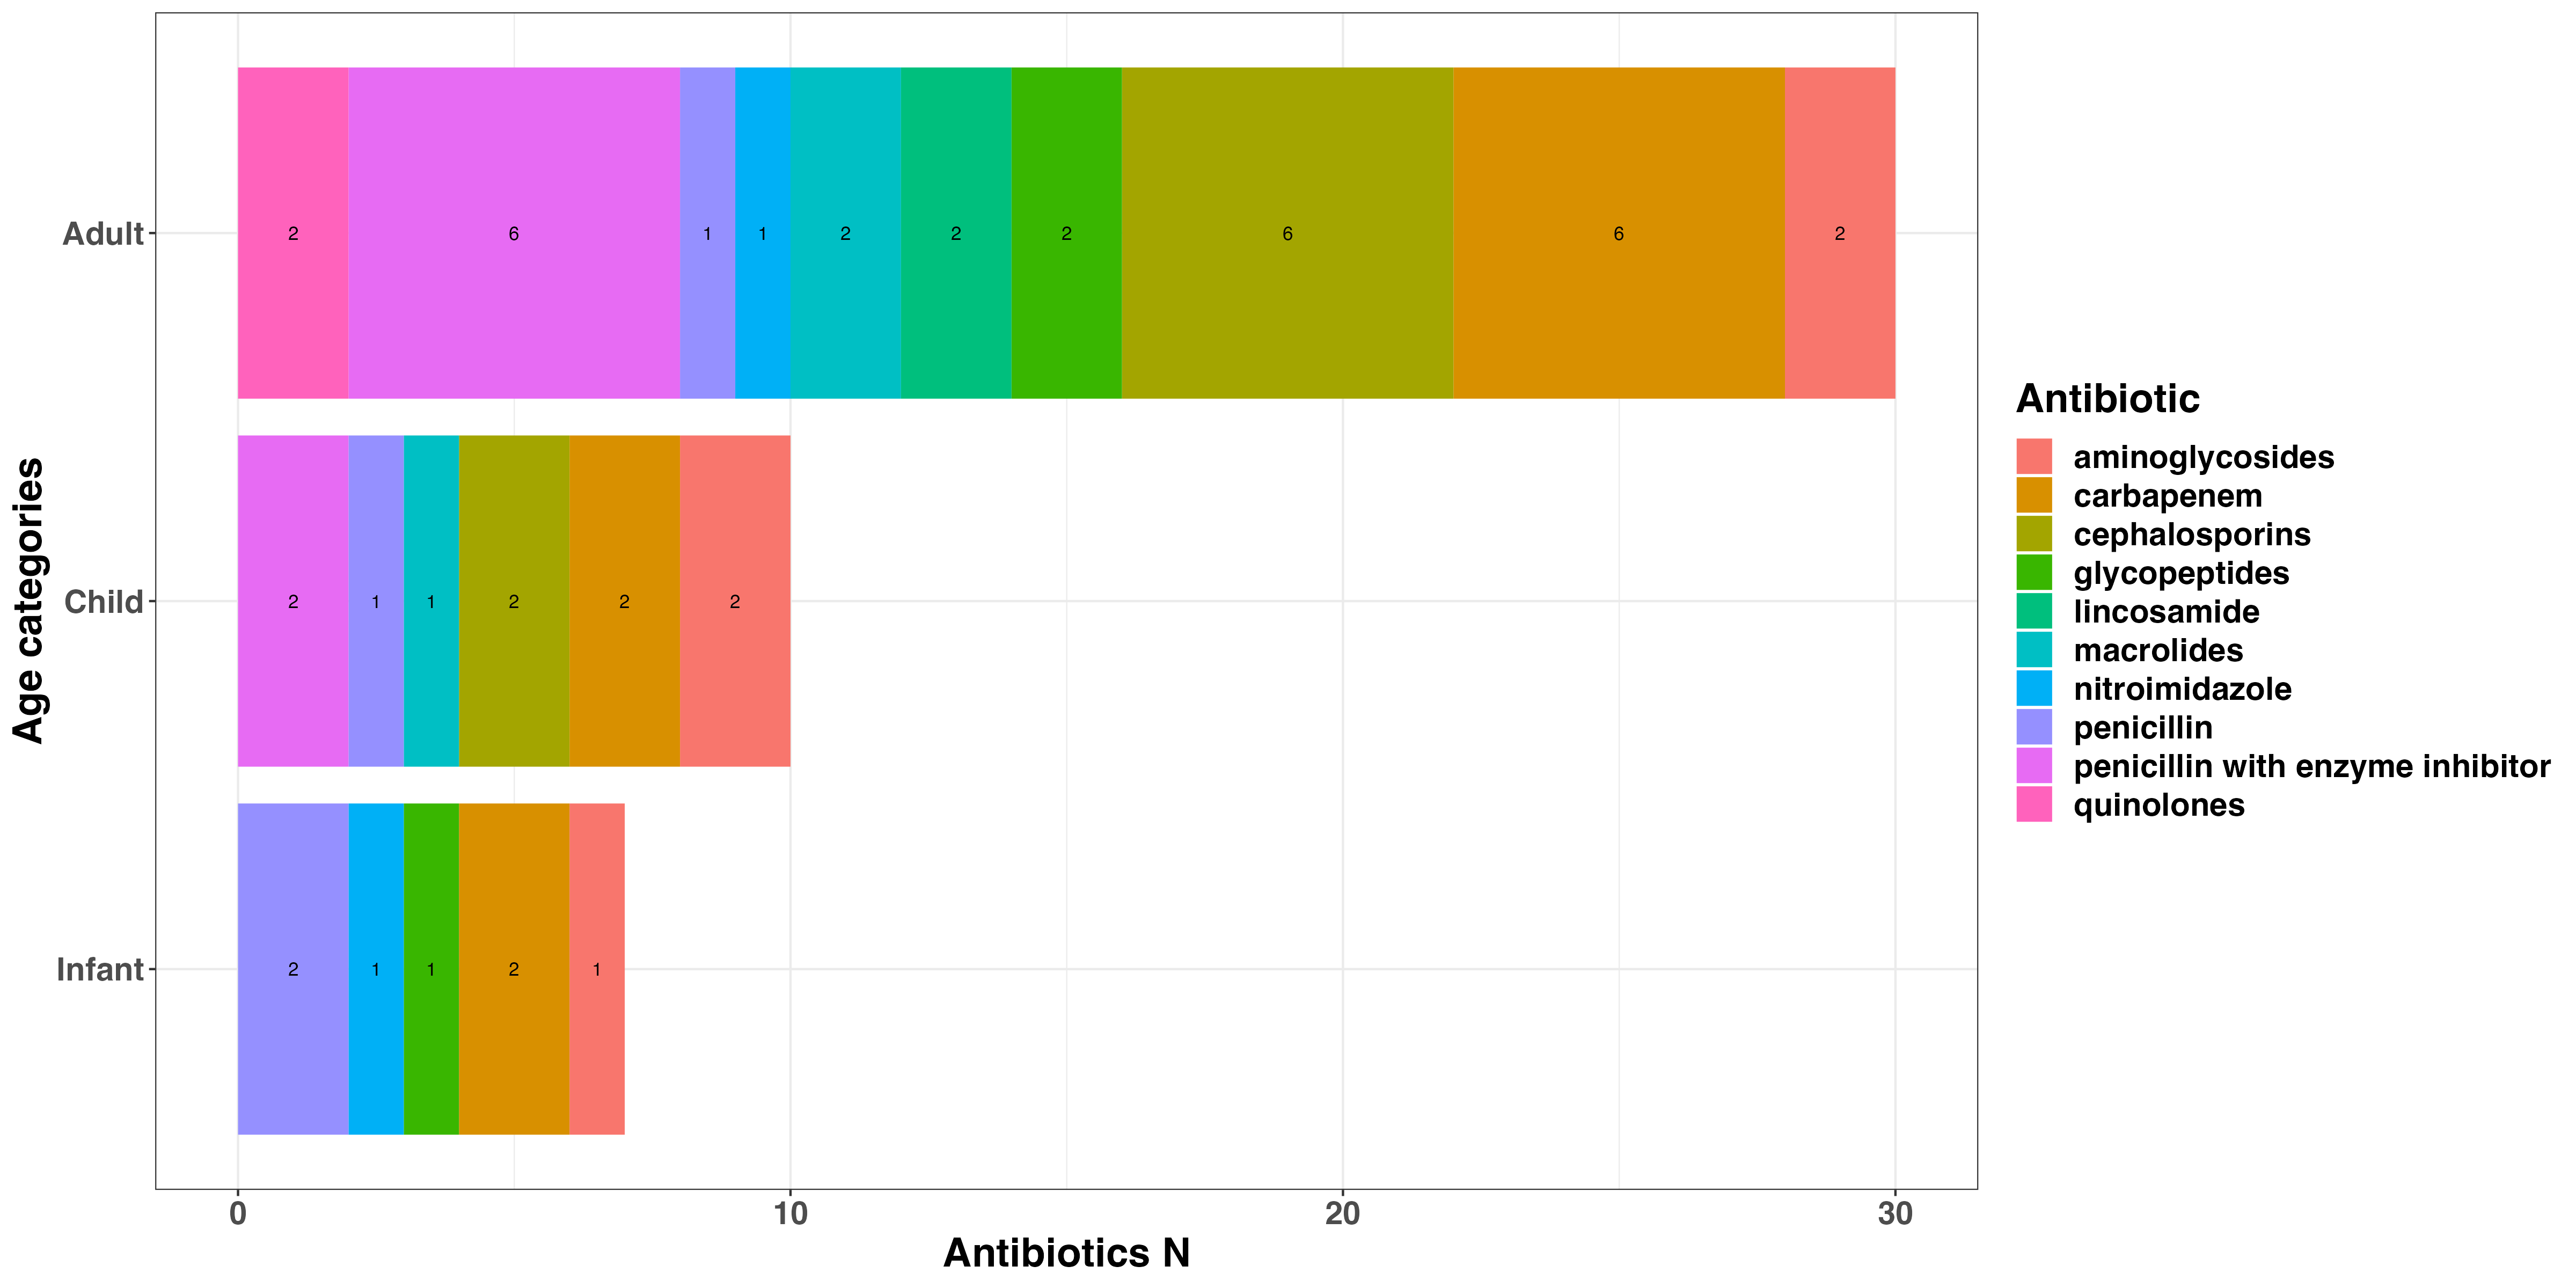 Age categories
Adult
2 6 1 1 2 2 2 6 6 2
Child
2 1 1 2 2 2
Infant
2 1 1 2 1
0 10 20 30
Antibiotics N
Antibiotic
aminoglycosides
carbapenem
cephalosporins
glycopeptides
lincosamide
macrolides
nitroimidazole
penicillin
penicillin with enzyme inhibitor
quinolones